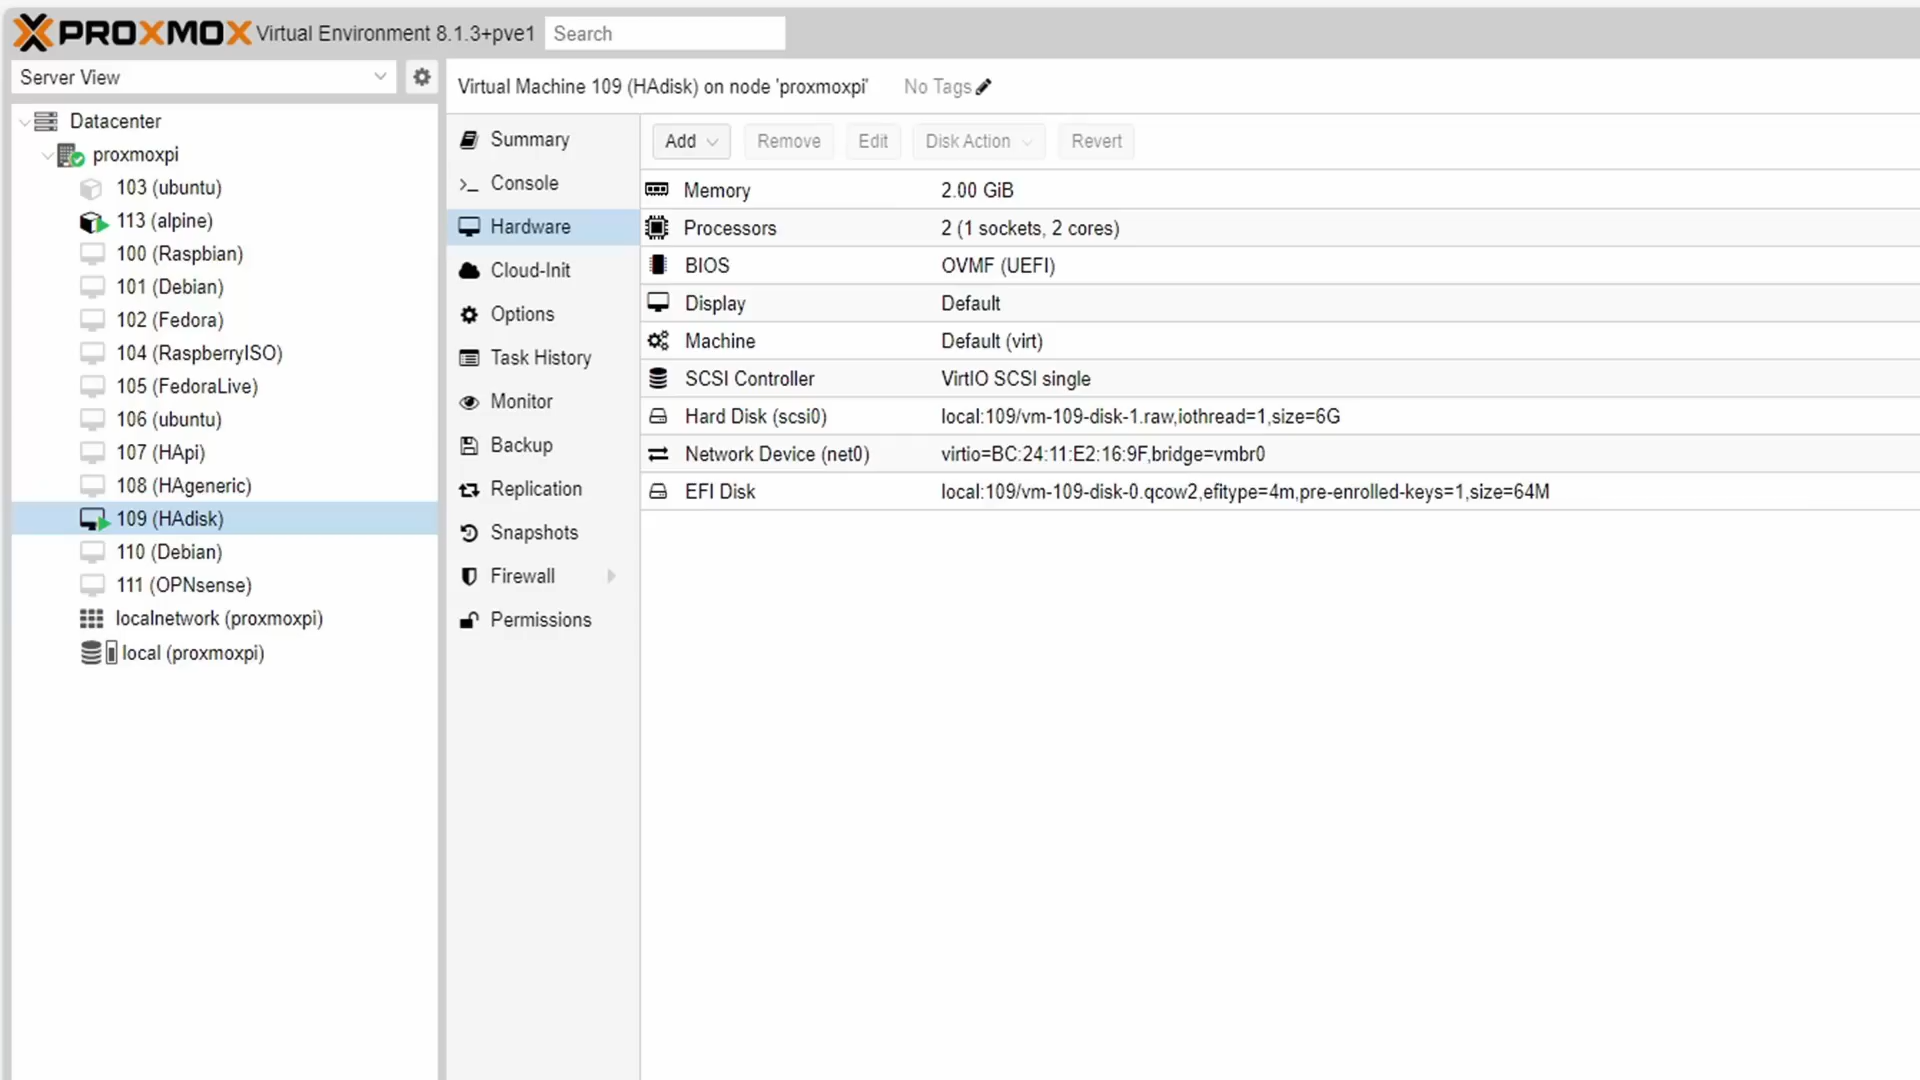 PROXMOX Virtual Environment 8.1.3+pve1 Search
Server View
Virtual Machine 109 (HAdisk) on node 'proxmoxpi' No Tags
Datacenter
proxmoxpi
103 (ubuntu)
113 (alpine)
100 (Raspbian)
101 (Debian)
102 (Fedora)
104 (RaspberryISO)
105 (FedoraLive)
106 (ubuntu)
107 (HApi)
108 (HAgeneric)
109 (HAdisk)
110 (Debian)
111 (OPNsense)
localnetwork (proxmoxpi)
local (proxmoxpi)
Summary
Console
Hardware
Cloud-Init
Options
Task History
Monitor
Backup
Replication
Snapshots
Firewall
Permissions
Add Remove Edit Disk Action Revert
Memory 2.00 GiB
Processors 2 (1 sockets, 2 cores)
BIOS OVMF (UEFI)
Display Default
Machine Default (virt)
SCSI Controller VirtIO SCSI single
Hard Disk (scsi0) local:109/vm-109-disk-1.raw,iothread=1,size=6G
Network Device (net0) virtio=BC:24:11:E2:16:9F,bridge=vmbr0
EFI Disk local:109/vm-109-disk-0.qcow2,efitype=4m,pre-enrolled-keys=1,size=64M